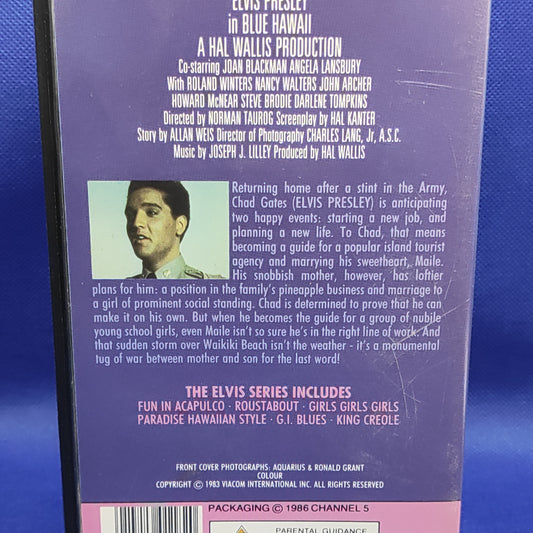 ELVIS PRESLEY
in BLUE HAWAII
A HAL WALLIS PRODUCTION
Co-starring JOAN BLACKMAN ANGELA LANSBURY
With ROLAND WINTERS NANCY WALTERS JOHN ARCHER
HOWARD McNEAR STEVE BRODIE DARLENE TOMPKINS
Directed by NORMAN TAUROG Screenplay by HAL KANTER
Story by ALLAN WEIS Director of Photography CHARLES LANG, Jr, A.S.C.
Music by JOSEPH J. LILLEY Produced by HAL WALLIS
Returning home after a stint in the Army,
Chad Gates (ELVIS PRESLEY) is anticipating
two happy events: starting a new job, and
planning a new life. To Chad, that means
becoming a guide for a popular island tourist
agency and marrying his sweetheart, Maile.
His snobbish mother, however, has loftier
plans for him: a position in the family's pineapple business and marriage to
a girl of prominent social standing. Chad is determined to prove that he can
make it on his own. But when he becomes the guide for a group of nubile
young school girls, even Maile isn't so sure he's in the right line of work. And
that sudden storm over Waikiki Beach isn't the weather - it's a monumental
tug of war between mother and son for the last word!
THE ELVIS SERIES INCLUDES
FUN IN ACAPULCO · ROUSTABOUT · GIRLS GIRLS GIRLS
PARADISE HAWAIIAN STYLE · G.I. BLUES · KING CREOLE
FRONT COVER PHOTOGRAPHS: AQUARIUS & RONALD GRANT
COLOUR
COPYRIGHT © 1983 VIACOM INTERNATIONAL INC. ALL RIGHTS RESERVED
PACKAGING © 1986 CHANNEL 5
PARENTAL GUIDANCE